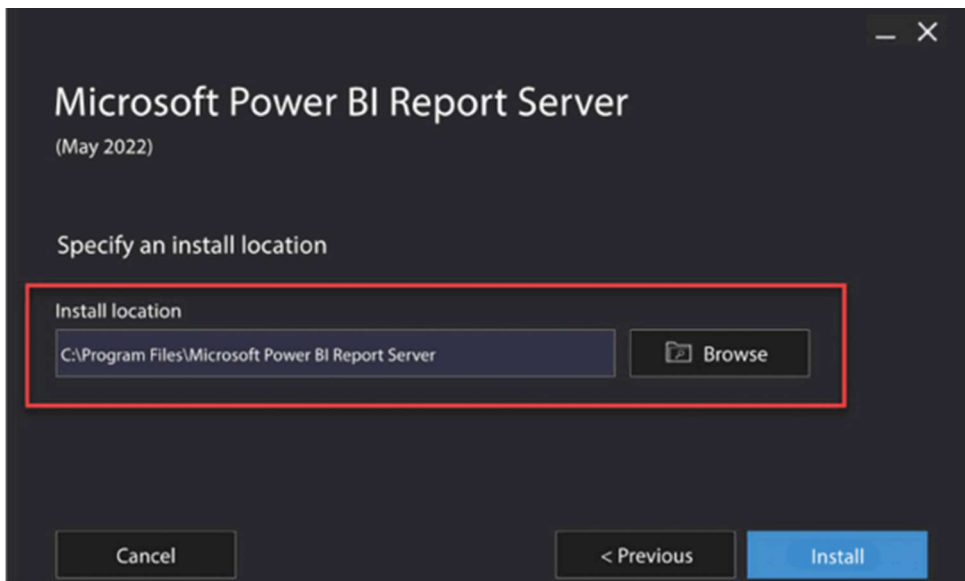 Microsoft Power BI Report Server
(May 2022)
Specify an install location
Install location
C:\Program Files\Microsoft Power BI Report Server
Browse
Cancel
< Previous
Install